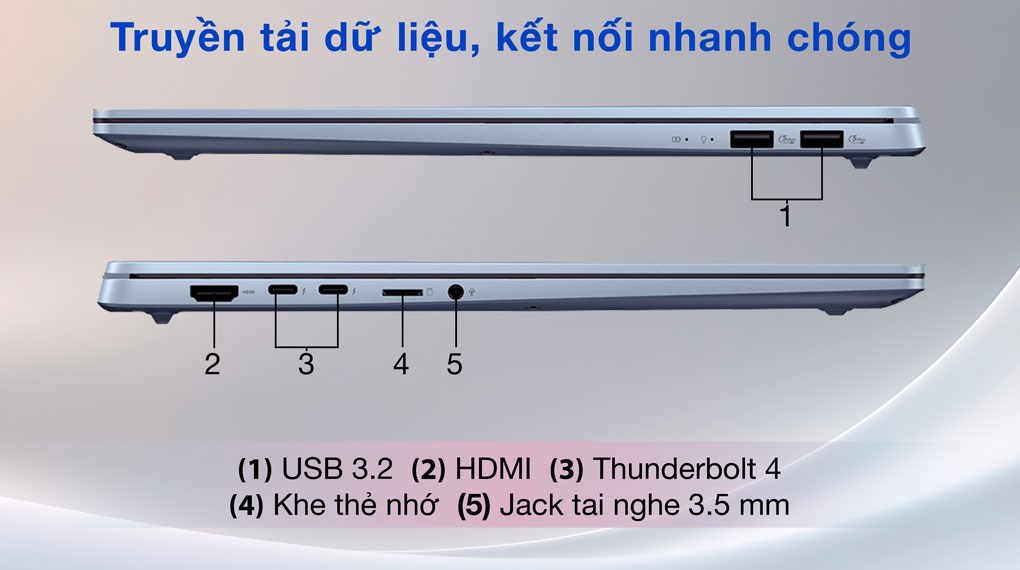 Truyền tải dữ liệu, kết nối nhanh chóng
1
HDMI
2
3
4
5
(1) USB 3.2 (2) HDMI (3) Thunderbolt 4
(4) Khe thẻ nhớ (5) Jack tai nghe 3.5 mm